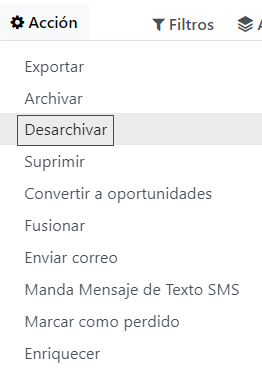 Acción
Filtros
Exportar
Archivar
Desarchivar
Suprimir
Convertir a oportunidades
Fusionar
Enviar correo
Manda Mensaje de Texto SMS
Marcar como perdido
Enriquecer